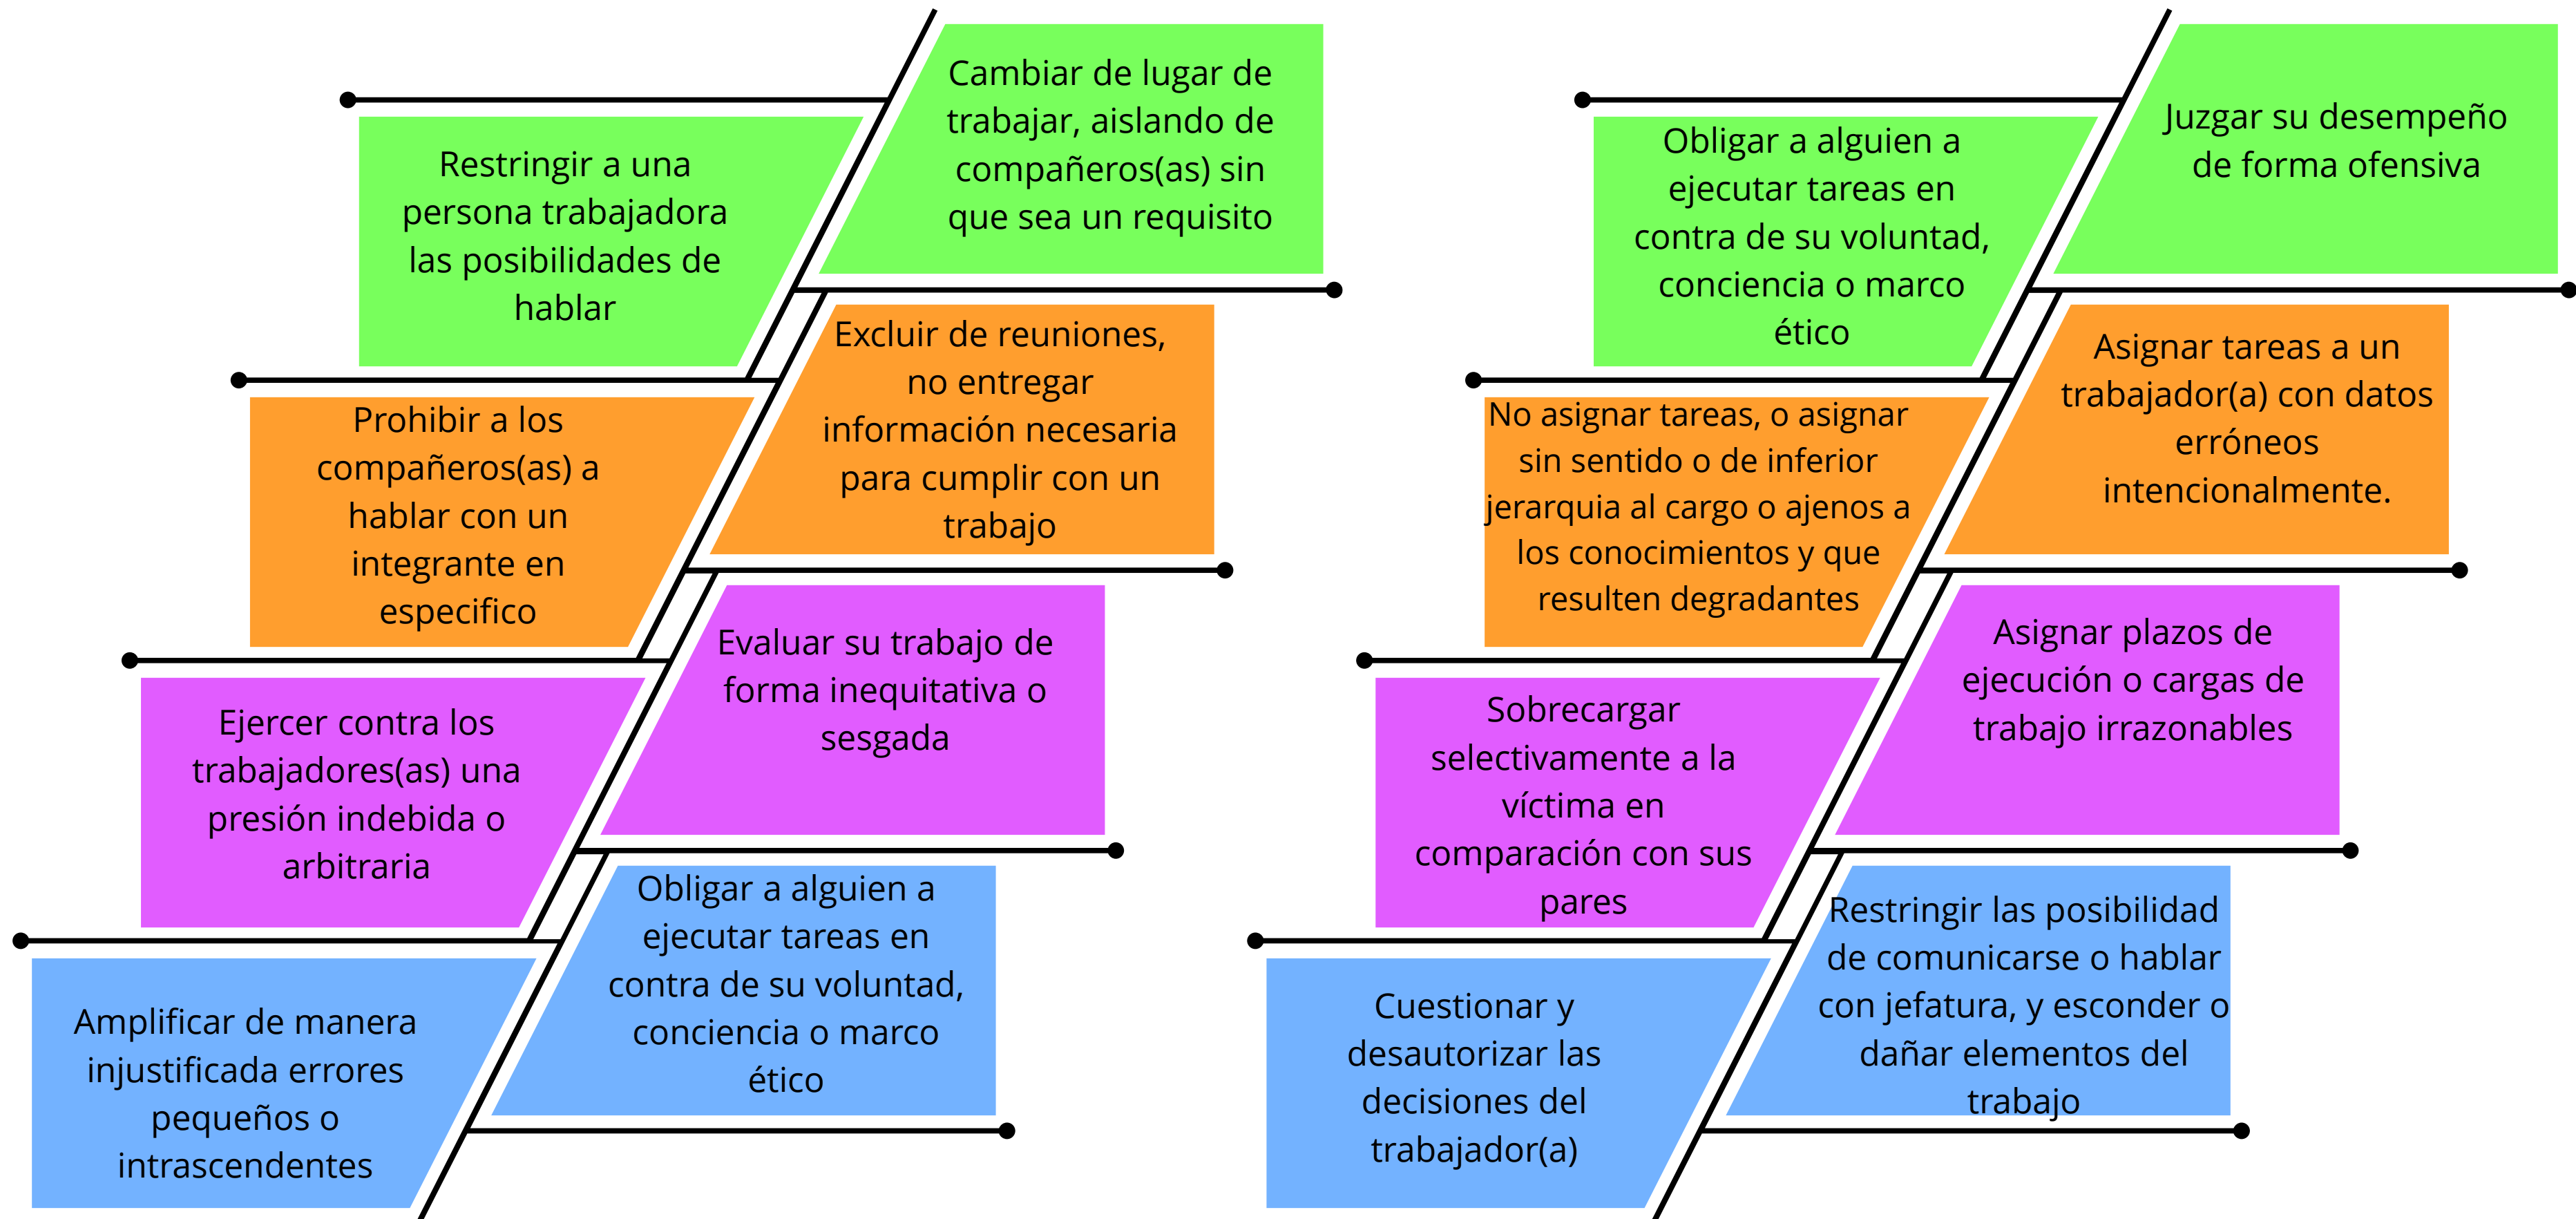 Restringir a una
persona trabajadora
las posibilidades de
hablar
Cambiar de lugar de
trabajar, aislando de
compañeros(as) sin
que sea un requisito
Prohibir a los
compañeros(as) a
hablar con un
integrante en
especifico
Excluir de reuniones,
no entregar
información necesaria
para cumplir con un
trabajo
Ejercer contra los
trabajadores(as) una
presión indebida o
arbitraria
Evaluar su trabajo de
forma inequitativa o
sesgada
Amplificar de manera
injustificada errores
pequeños o
intrascendentes
Obligar a alguien a
ejecutar tareas en
contra de su voluntad,
conciencia o marco
ético
Obligar a alguien a
ejecutar tareas en
contra de su voluntad,
conciencia o marco
ético
Juzgar su desempeño
de forma ofensiva
No asignar tareas, o asignar
sin sentido o de inferior
jerarquia al cargo o ajenos a
los conocimientos y que
resulten degradantes
Asignar tareas a un
trabajador(a) con datos
erróneos
intencionalmente.
Sobrecargar
selectivamente a la
víctima en
comparación con sus
pares
Asignar plazos de
ejecución o cargas de
trabajo irrazonables
Cuestionar y
desautorizar las
decisiones del
trabajador(a)
Restringir las posibilidad
de comunicarse o hablar
con jefatura, y esconder o
dañar elementos del
trabajo